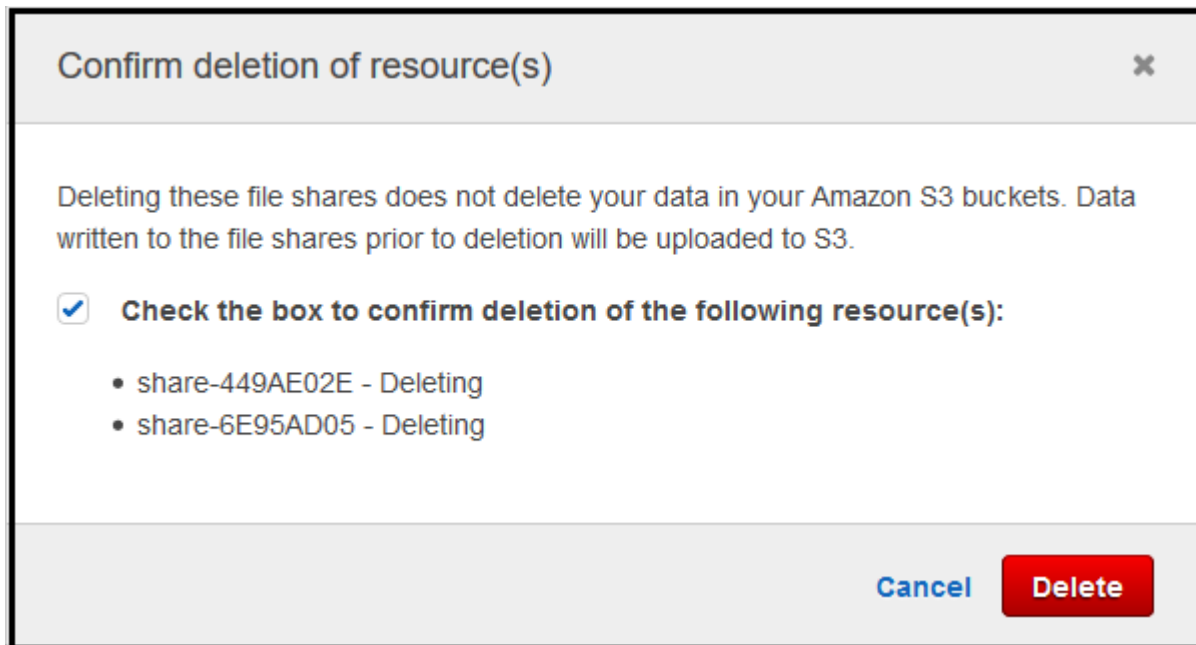 Confirm deletion of resource(s)
Deleting these file shares does not delete your data in your Amazon S3 buckets. Data
written to the file shares prior to deletion will be uploaded to S3.
Check the box to confirm deletion of the following resource(s):
• share-449AE02E - Deleting
• share-6E95AD05 - Deleting
Cancel Delete